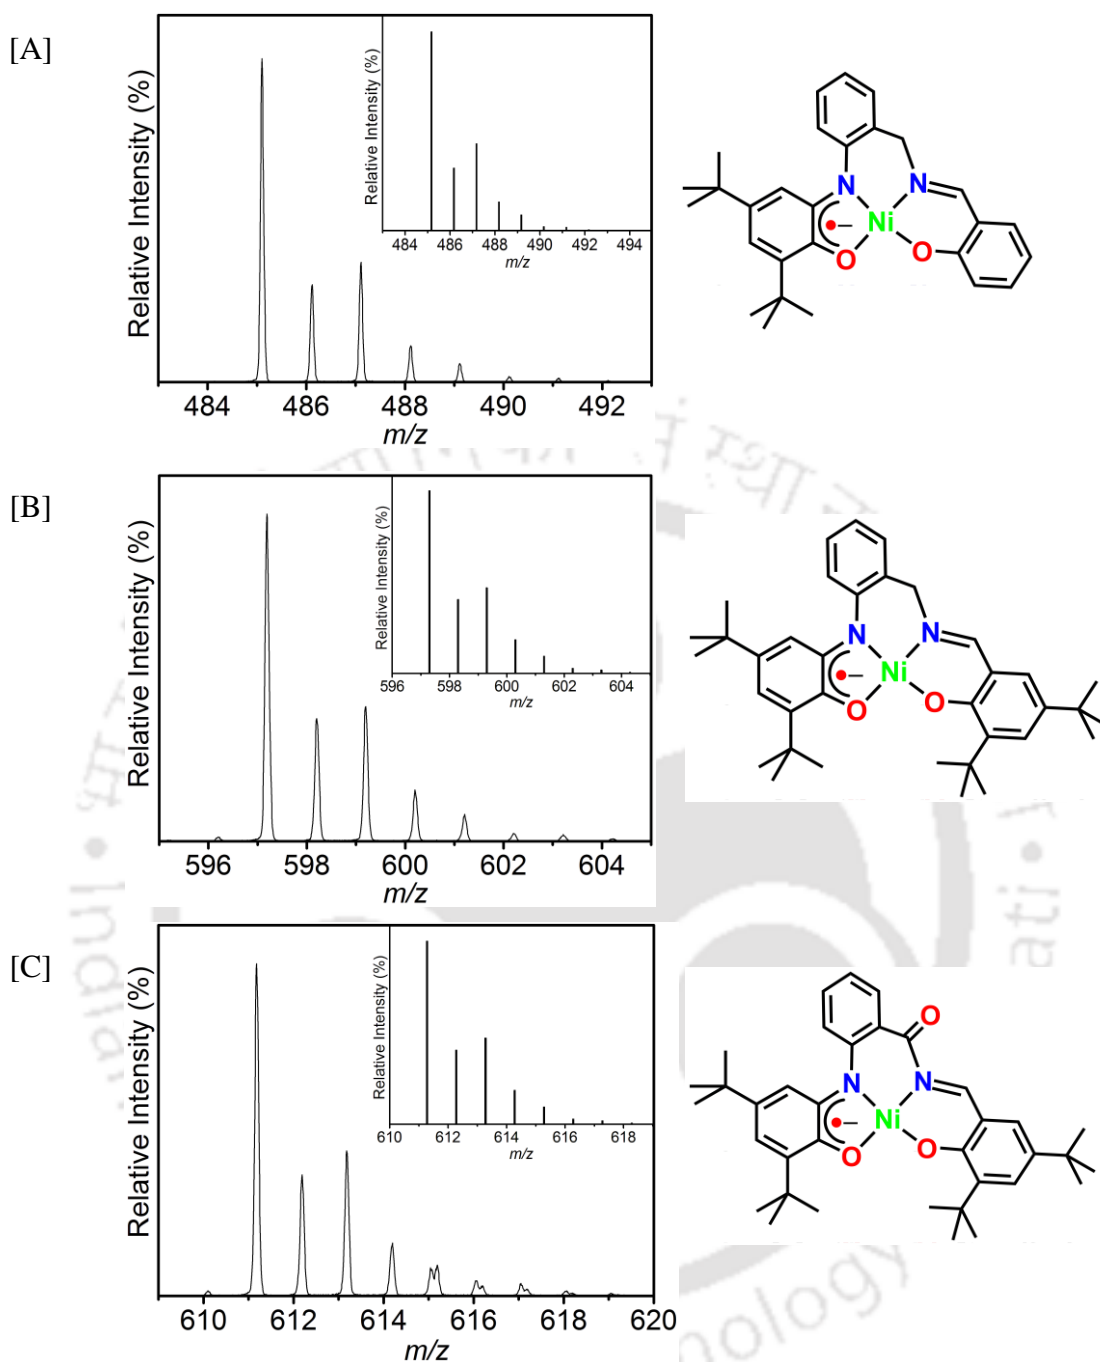 [A]
Relative Intensity (%)
484 486 488 490 492
m/z
Relative Intensity (%)
484 486 488 490 492 494
m/z
N N
•– Ni
O O
[B]
Relative Intensity (%)
596 598 600 602 604
m/z
Relative Intensity (%)
596 598 600 602 604
m/z
N N
•– Ni
O O
[C]
Relative Intensity (%)
610 612 614 616 618 620
m/z
Relative Intensity (%)
610 612 614 616 618
m/z
O
N N
•– Ni
O O